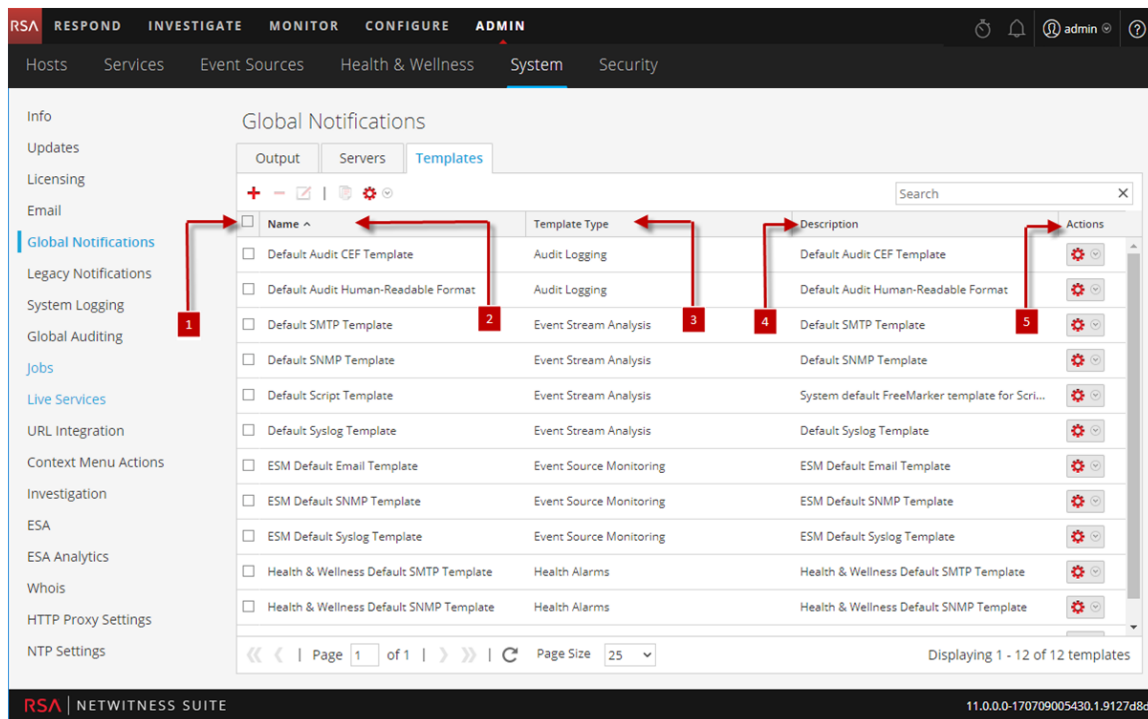 RSA RESPOND INVESTIGATE MONITOR CONFIGURE ADMIN admin
Hosts Services Event Sources Health & Wellness System Security
Info
Updates
Licensing
Email
Global Notifications
Legacy Notifications
System Logging
Global Auditing
Jobs
Live Services
URL Integration
Context Menu Actions
Investigation
ESA
ESA Analytics
Whois
HTTP Proxy Settings
NTP Settings
Global Notifications
Output Servers Templates
Search
Name Template Type Description Actions
Default Audit CEF Template Audit Logging Default Audit CEF Template
Default Audit Human-Readable Format Audit Logging Default Audit Human-Readable Format
1 2 3 4 5
Default SMTP Template Event Stream Analysis Default SMTP Template
Default SNMP Template Event Stream Analysis Default SNMP Template
Default Script Template Event Stream Analysis System default FreeMarker template for Scri...
Default Syslog Template Event Stream Analysis Default Syslog Template
ESM Default Email Template Event Source Monitoring ESM Default Email Template
ESM Default SNMP Template Event Source Monitoring ESM Default SNMP Template
ESM Default Syslog Template Event Source Monitoring ESM Default Syslog Template
Health & Wellness Default SMTP Template Health Alarms Health & Wellness Default SMTP Template
Health & Wellness Default SNMP Template Health Alarms Health & Wellness Default SNMP Template
Page 1 of 1 Page Size 25 Displaying 1 - 12 of 12 templates
RSA NETWITNESS SUITE 11.0.0.0-170709005430.1.9127d8d